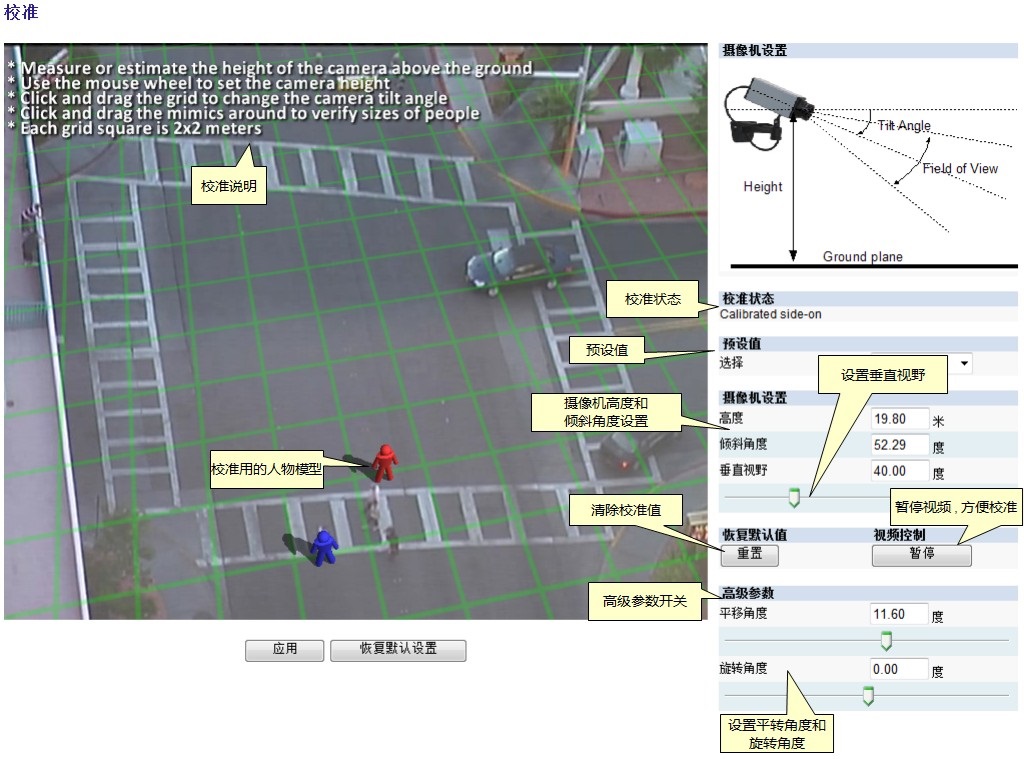 校准
* Measure or estimate the height of the camera above the ground
* Use the mouse wheel to set the camera height
* Click and drag the grid to change the camera tilt angle
* Click and drag the mimics around to verify sizes of people
* Each grid square is 2x2 meters
校准说明
校准用的人物模型
应用
恢复默认设置
摄像机设置
Tilt Angle
Field of View
Height
Ground plane
校准状态
校准状态
Calibrated side-on
预设值
预设值
选择
设置垂直视野
摄像机高度和
倾斜角度设置
摄像机设置
高度
19.80
米
倾斜角度
52.29
度
垂直视野
40.00
度
清除校准值
暂停视频，方便校准
恢复默认值
视频控制
重置
暂停
高级参数开关
高级参数
平移角度
11.60
度
旋转角度
0.00
度
设置平转角度和
旋转角度